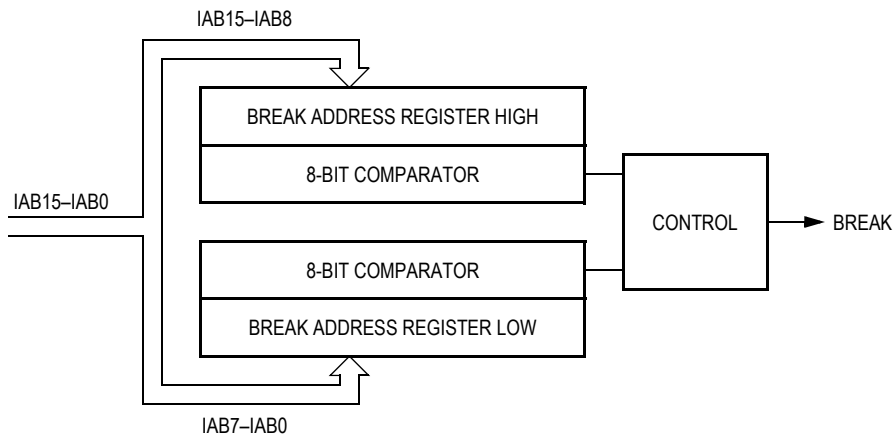 IAB15–IAB8
BREAK ADDRESS REGISTER HIGH
8-BIT COMPARATOR
IAB15–IAB0
CONTROL
BREAK
8-BIT COMPARATOR
BREAK ADDRESS REGISTER LOW
IAB7–IAB0